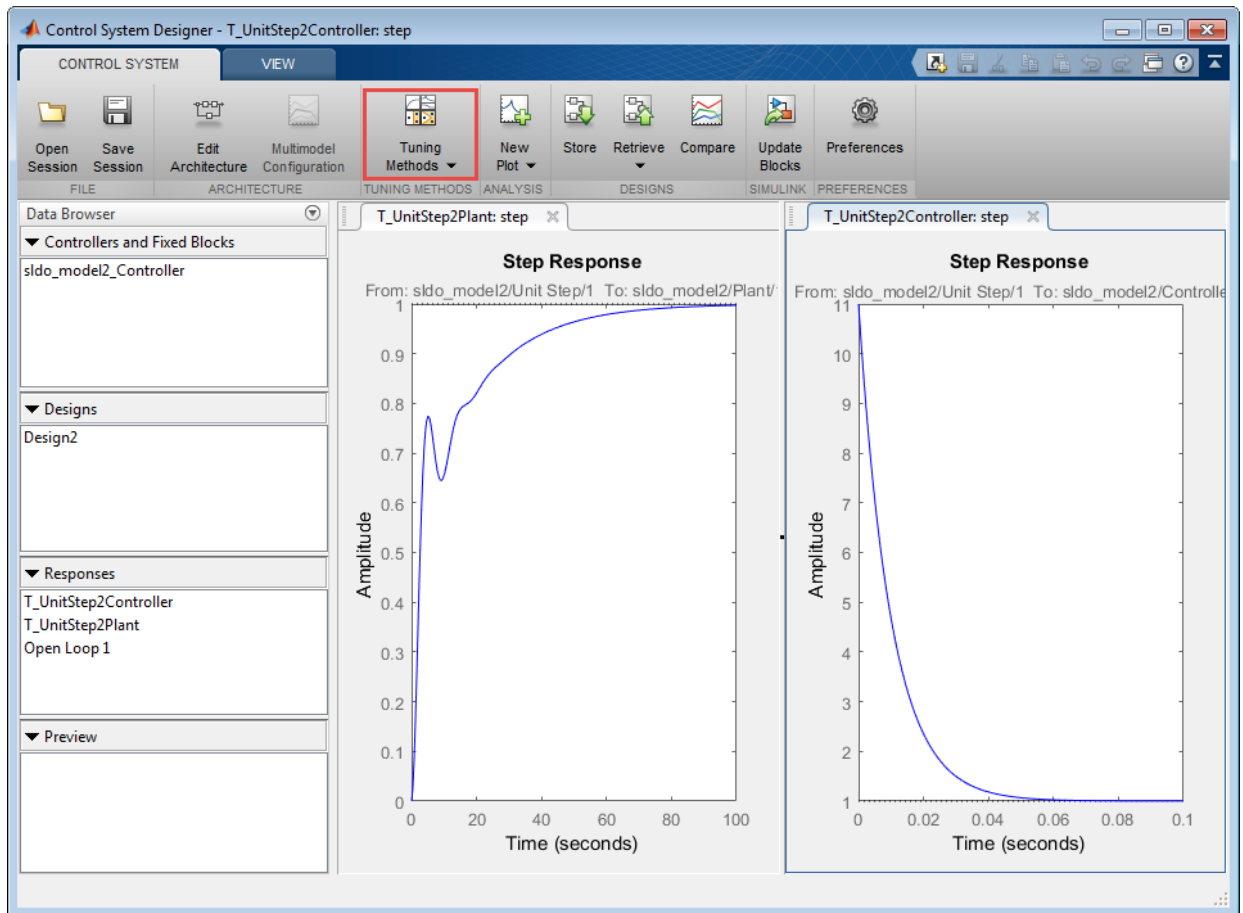 Control System Designer - T_UnitStep2Controller: step
CONTROL SYSTEM
VIEW
Open Session
Save Session
Edit Architecture
Multimodel Configuration
Tuning Methods
New Plot
Store
Retrieve
Compare
Update Blocks
Preferences
FILE
ARCHITECTURE
TUNING METHODS
ANALYSIS
DESIGNS
SIMULINK
PREFERENCES
Data Browser
Controllers and Fixed Blocks
sldo_model2_Controller
Designs
Design2
Responses
T_UnitStep2Controller
T_UnitStep2Plant
Open Loop 1
Preview
T_UnitStep2Plant: step
Step Response
From: sldo_model2/Unit Step/1 To: sldo_model2/Plant/
1
0.9
0.8
0.7
0.6
0.5
0.4
0.3
0.2
0.1
0
Amplitude
0 20 40 60 80 100
Time (seconds)
T_UnitStep2Controller: step
Step Response
From: sldo_model2/Unit Step/1 To: sldo_model2/Controlle
11
10
9
8
7
6
5
4
3
2
1
Amplitude
0 0.02 0.04 0.06 0.08 0.1
Time (seconds)